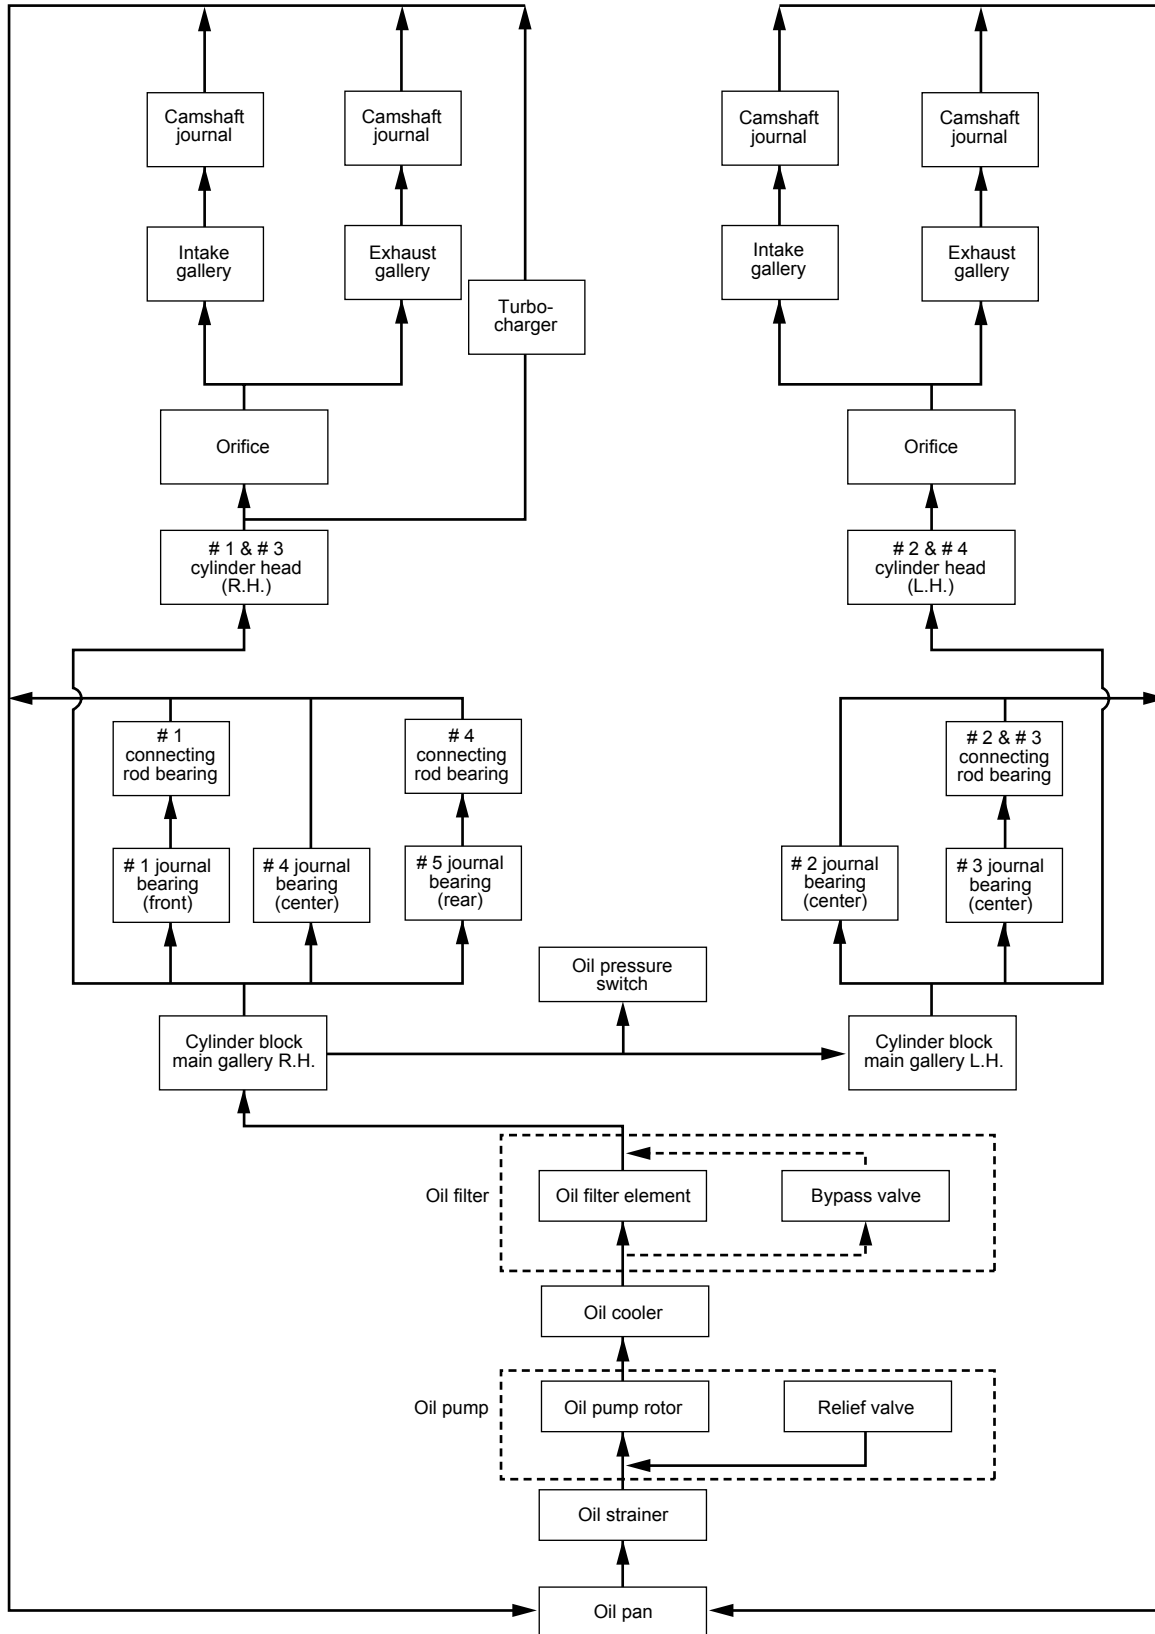 Camshaft
journal
Camshaft
journal
Camshaft
journal
Camshaft
journal
Intake
gallery
Exhaust
gallery
Intake
gallery
Exhaust
gallery
Turbo-
charger
Orifice
Orifice
# 1 & # 3
cylinder head
(R.H.)
# 2 & # 4
cylinder head
(L.H.)
# 1
connecting
rod bearing
# 4
connecting
rod bearing
# 2 & # 3
connecting
rod bearing
# 1 journal
bearing
(front)
# 4 journal
bearing
(center)
# 5 journal
bearing
(rear)
# 2 journal
bearing
(center)
# 3 journal
bearing
(center)
Oil pressure
switch
Cylinder block
main gallery R.H.
Cylinder block
main gallery L.H.
Oil filter
Oil filter element
Bypass valve
Oil cooler
Oil pump
Oil pump rotor
Relief valve
Oil strainer
Oil pan